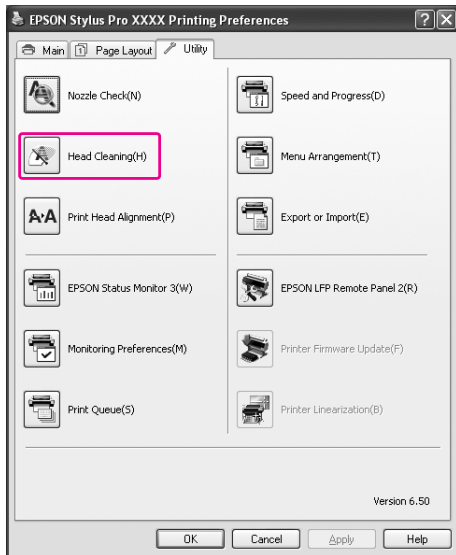 EPSON Stylus Pro XXXX Printing Preferences
Main
Page Layout
Utility
Nozzle Check(N)
Speed and Progress(D)
Head Cleaning(H)
Menu Arrangement(T)
A·A
Print Head Alignment(P)
Export or Import(E)
EPSON Status Monitor 3(W)
EPSON LFP Remote Panel 2(R)
Monitoring Preferences(M)
Printer Firmware Update(F)
Print Queue(S)
Printer Linearization(B)
Version 6.50
OK
Cancel
Apply
Help